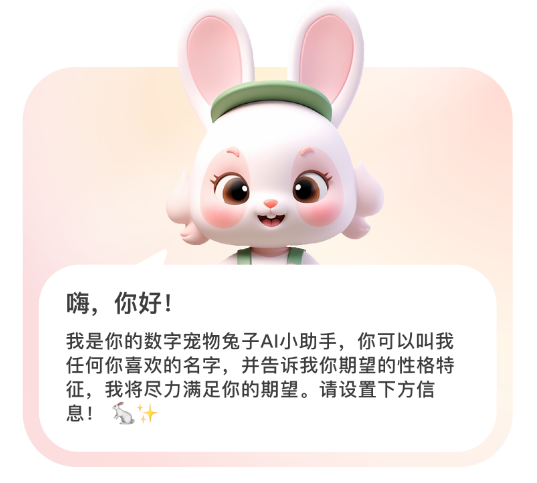 嗨，你好！
我是你的数字宠物兔子AI小助手，你可以叫我
任何你喜欢的名字，并告诉我你期望的性格特
征，我将尽力满足你的期望。请设置下方信
息！ 🐇✨